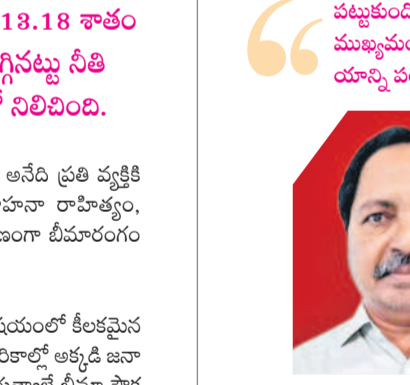 13.18 శాతం
గ్గినట్టు నీతి
నిలిచింది.
అనేది ప్రతి వ్యక్తికి
హనా రాహిత్యం,
ణంగా బీమారంగం
షయంలో కీలకమైన
రికాల్లో అక్కడి జనా
పట్టుకుంది
ముఖ్యమం
యాన్ని ప